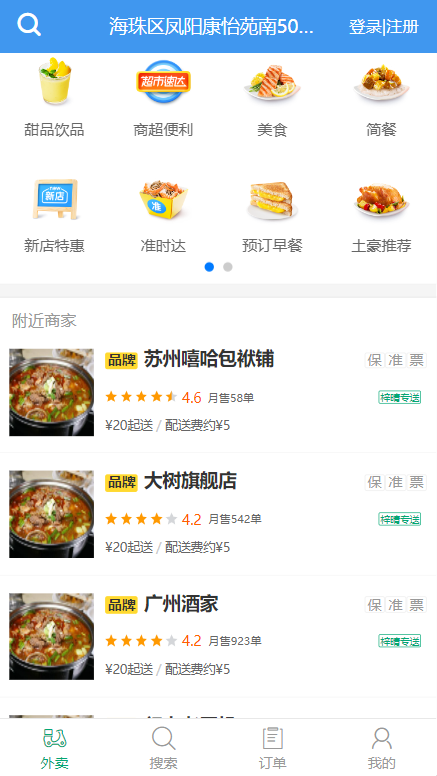 海珠区凤阳康怡苑南50... 登录|注册
超市速达
甜品饮品 商超便利 美食 简餐
new
新店
准
新店特惠 准时达 预订早餐 土豪推荐
附近商家
品牌 苏州嘻哈包袱铺 保 准 票
4.6 月售58单 梓晴专送
¥20起送 / 配送费约¥5
品牌 大树旗舰店 保 准 票
4.2 月售542单 梓晴专送
¥20起送 / 配送费约¥5
品牌 广州酒家 保 准 票
4.2 月售923单 梓晴专送
¥20起送 / 配送费约¥5
外卖 搜索 订单 我的